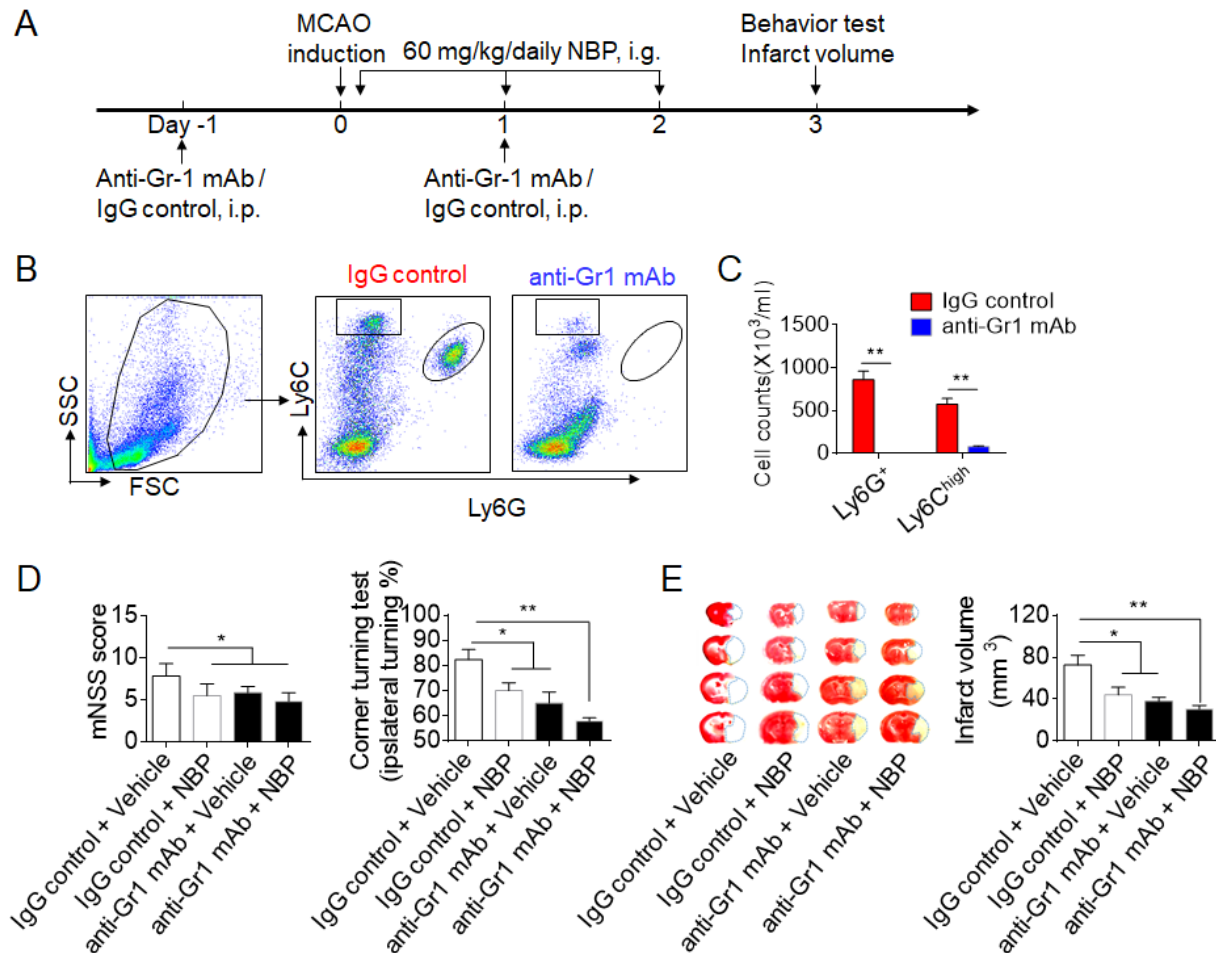 A
MCAO
induction
60 mg/kg/daily NBP, i.g.
Behavior test
Infarct volume
Day -1
0
1
2
3
Anti-Gr-1 mAb /
IgG control, i.p.
Anti-Gr-1 mAb /
IgG control, i.p.
B
IgG control
anti-Gr1 mAb
SSC
FSC
Ly6C
Ly6G
C
IgG control
anti-Gr1 mAb
Cell counts(X10³/ml)
1500
1000
500
0
**
**
Ly6G⁺
Ly6Cʰⁱᵍʰ
D
mNSS score
15
10
5
0
*
IgG control + Vehicle
IgG control + NBP
anti-Gr1 mAb + Vehicle
anti-Gr1 mAb + NBP
Corner turning test
(ipslateral turning %)
100
90
80
70
60
50
**
*
IgG control + Vehicle
IgG control + NBP
anti-Gr1 mAb + Vehicle
anti-Gr1 mAb + NBP
E
IgG control + Vehicle
IgG control + NBP
anti-Gr1 mAb + Vehicle
anti-Gr1 mAb + NBP
Infarct volume
(mm ³)
120
80
40
0
**
*
IgG control + Vehicle
IgG control + NBP
anti-Gr1 mAb + Vehicle
anti-Gr1 mAb + NBP